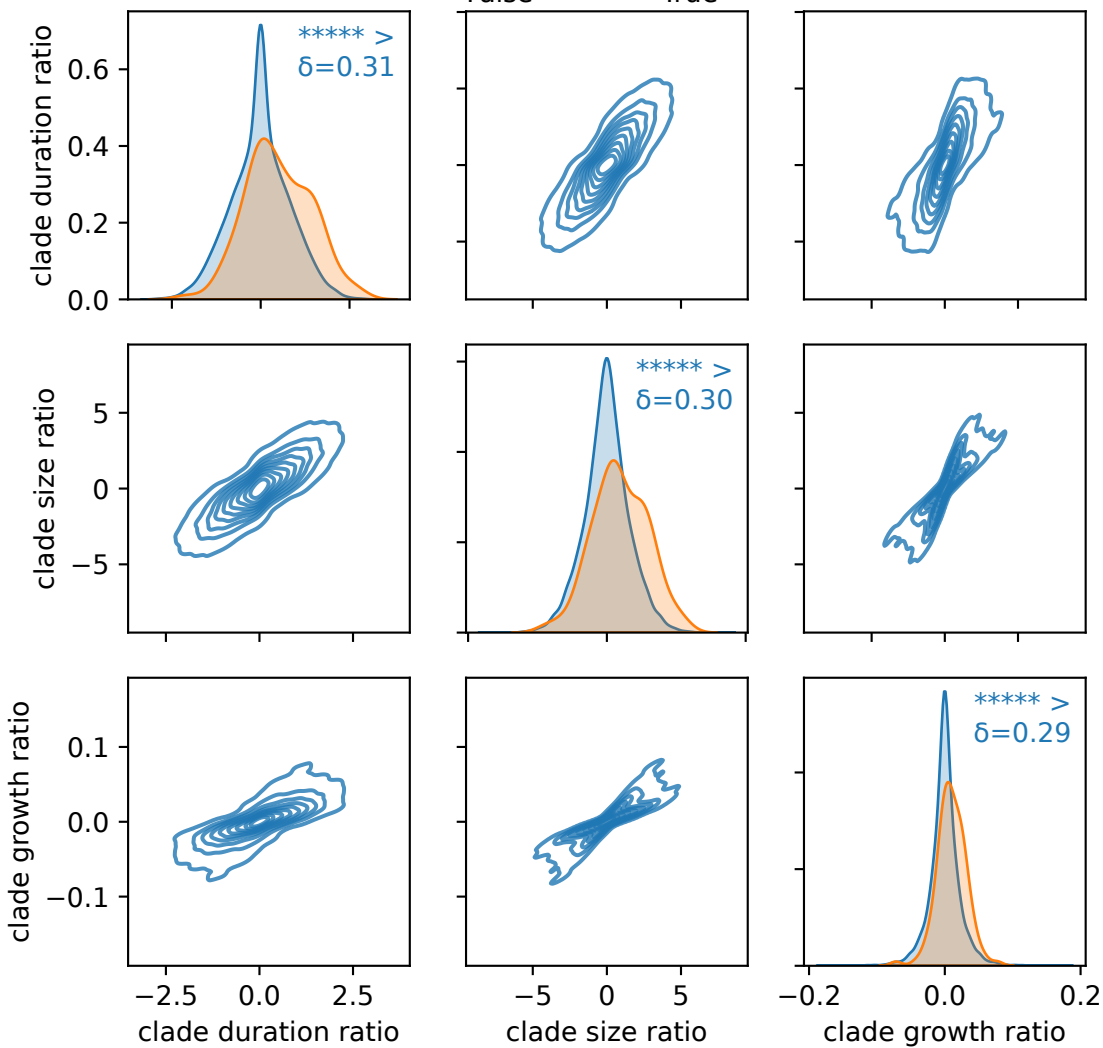 ***** >
δ=0.31
clade duration ratio
0.6
0.4
0.2
0.0
***** >
δ=0.30
clade size ratio
5
0
−5
***** >
δ=0.29
clade growth ratio
0.1
0.0
−0.1
−2.5 0.0 2.5 −5 0 5 −0.2 0.0 0.2
clade duration ratio clade size ratio clade growth ratio